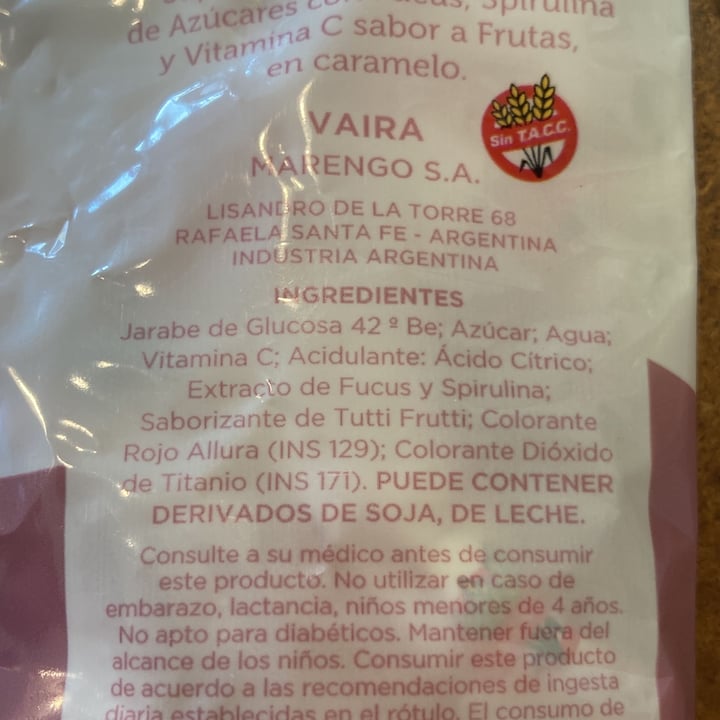 de Azúcares con Fucus, Spirulina
y Vitamina C sabor a Frutas,
en caramelo.
VAIRA
MARENGO S.A.
Sin T.A.C.C.
LISANDRO DE LA TORRE 68
RAFAELA SANTA FE - ARGENTINA
INDUSTRIA ARGENTINA
INGREDIENTES
Jarabe de Glucosa 42 º Be; Azúcar; Agua;
Vitamina C; Acidulante: Ácido Cítrico;
Extracto de Fucus y Spirulina;
Saborizante de Tutti Frutti; Colorante
Rojo Allura (INS 129); Colorante Dióxido
de Titanio (INS 171). PUEDE CONTENER
DERIVADOS DE SOJA, DE LECHE.
Consulte a su médico antes de consumir
este producto. No utilizar en caso de
embarazo, lactancia, niños menores de 4 años.
No apto para diabéticos. Mantener fuera del
alcance de los niños. Consumir este producto
de acuerdo a las recomendaciones de ingesta
diaria establecidas en el rótulo. El consumo de